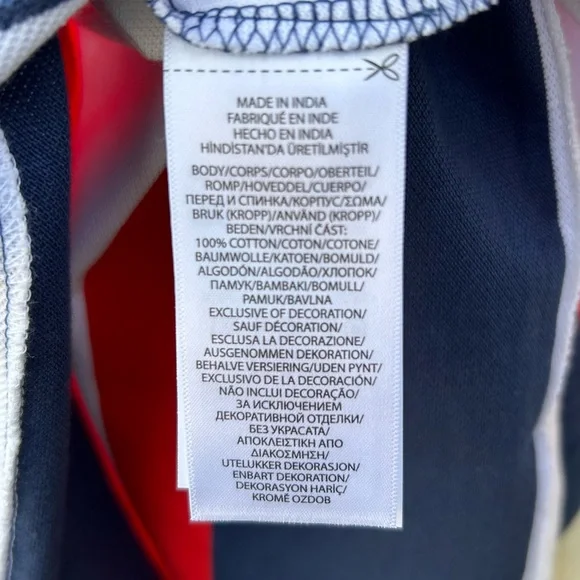 MADE IN INDIA
FABRIQUÉ EN INDE
HECHO EN INDIA
HİNDİSTAN'DA ÜRETİLMİŞTİR
BODY/CORPS/CORPO/OBERTEIL/
ROMP/HOVEDDEL/CUERPO/
ПЕРЕД И СПИНКА/КОРПУС/ΣΩΜΑ/
BRUK (KROPP)/ANVÄND (KROPP)/
BEDEN/VRCHNÍ ČÁST:
100% COTTON/COTON/COTONE/
BAUMWOLLE/KATOEN/BOMULD/
ALGODÓN/ALGODÃO/ХЛОПОК/
ПАМУК/ΒΑΜΒΑΚΙ/BOMULL/
PAMUK/BAVLNA
EXCLUSIVE OF DECORATION/
SAUF DÉCORATION/
ESCLUSA LA DECORAZIONE/
AUSGENOMMEN DEKORATION/
BEHALVE VERSIERING/UDEN PYNT/
EXCLUSIVO DE LA DECORACIÓN/
NÃO INCLUI DECORAÇÃO/
ЗА ИСКЛЮЧЕНИЕМ
ДЕКОРАТИВНОЙ ОТДЕЛКИ/
БЕЗ УКРАСАТА/
ΑΠΟΚΛΕΙΣΤΙΚΗ ΑΠΟ
ΔΙΑΚΟΣΜΗΣΗ/
UTELUKKER DEKORASJON/
ENBART DEKORATION/
DEKORASYON HARİÇ/
KROMĚ OZDOB